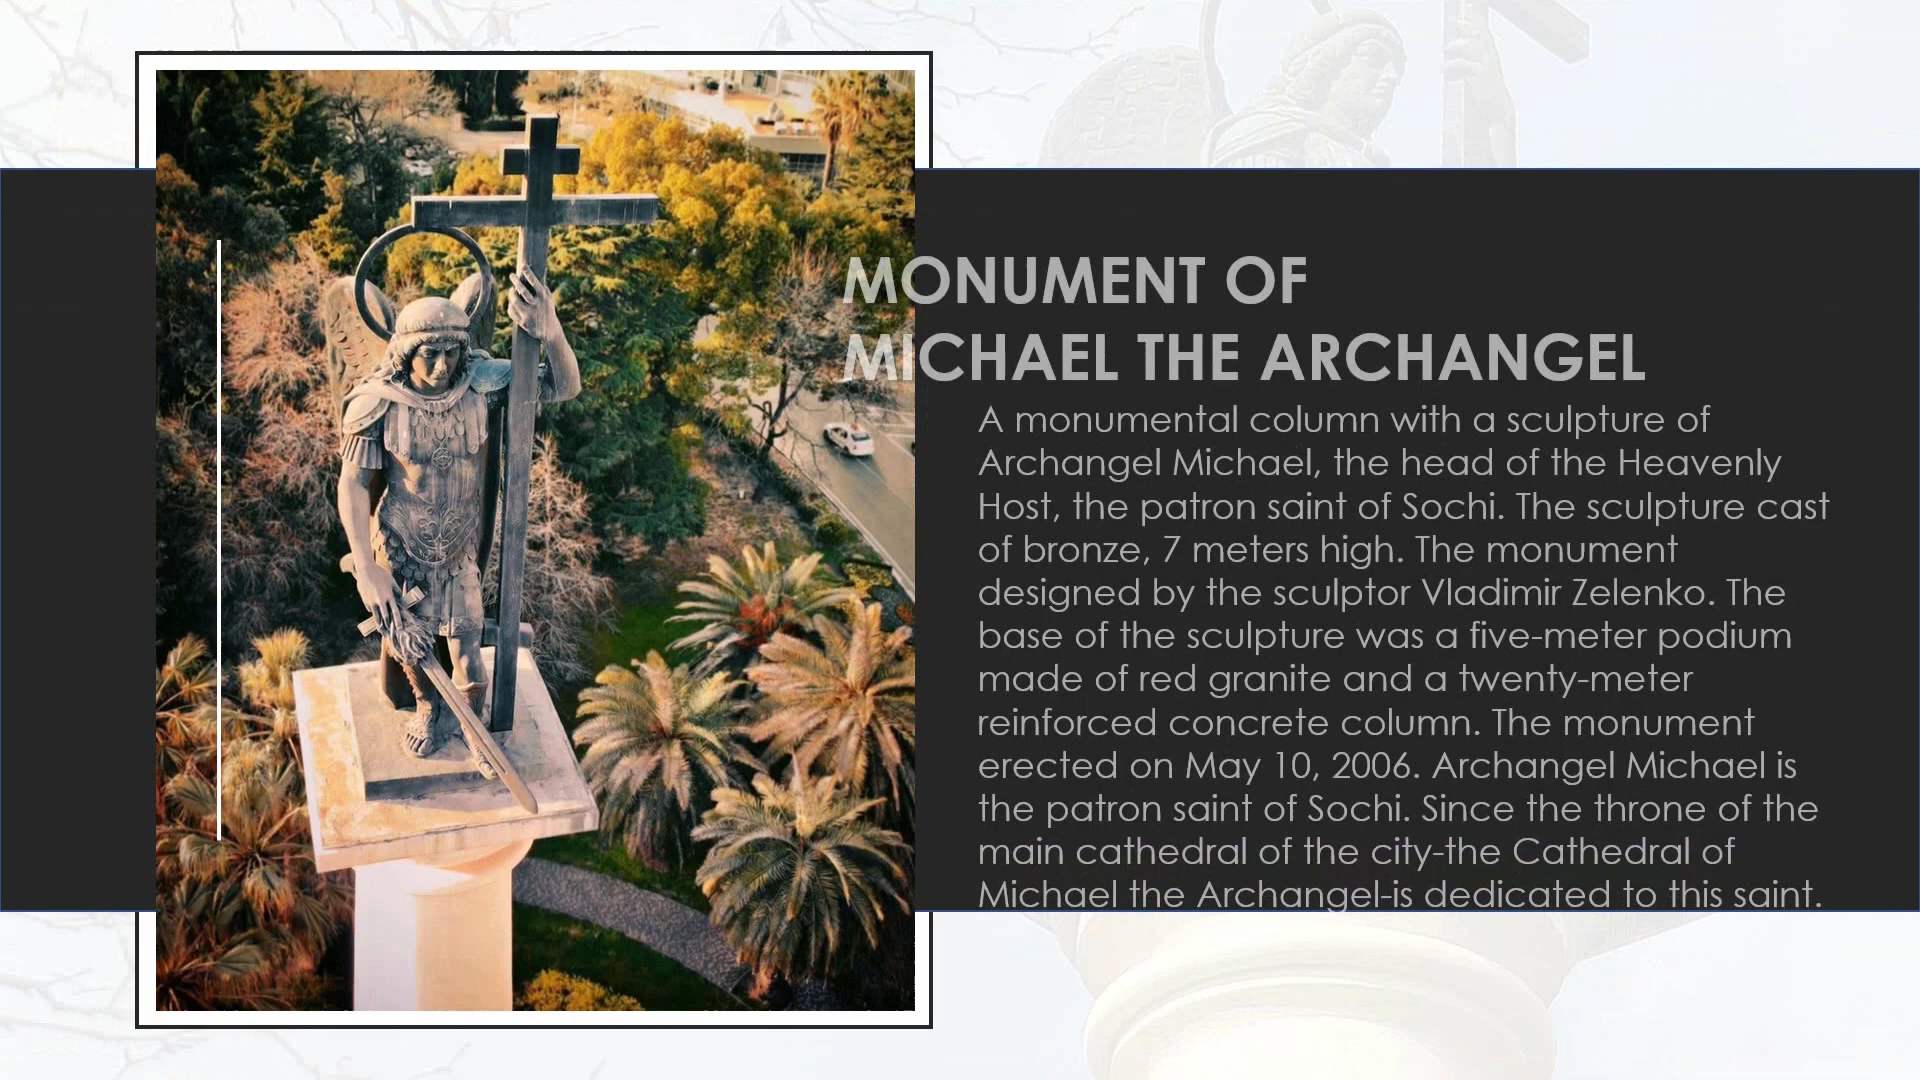 MONUMENT OF
MICHAEL THE ARCHANGEL
A monumental column with a sculpture of
Archangel Michael, the head of the Heavenly
Host, the patron saint of Sochi. The sculpture cast
of bronze, 7 meters high. The monument
designed by the sculptor Vladimir Zelenko. The
base of the sculpture was a five-meter podium
made of red granite and a twenty-meter
reinforced concrete column. The monument
erected on May 10, 2006. Archangel Michael is
the patron saint of Sochi. Since the throne of the
main cathedral of the city-the Cathedral of
Michael the Archangel-is dedicated to this saint.